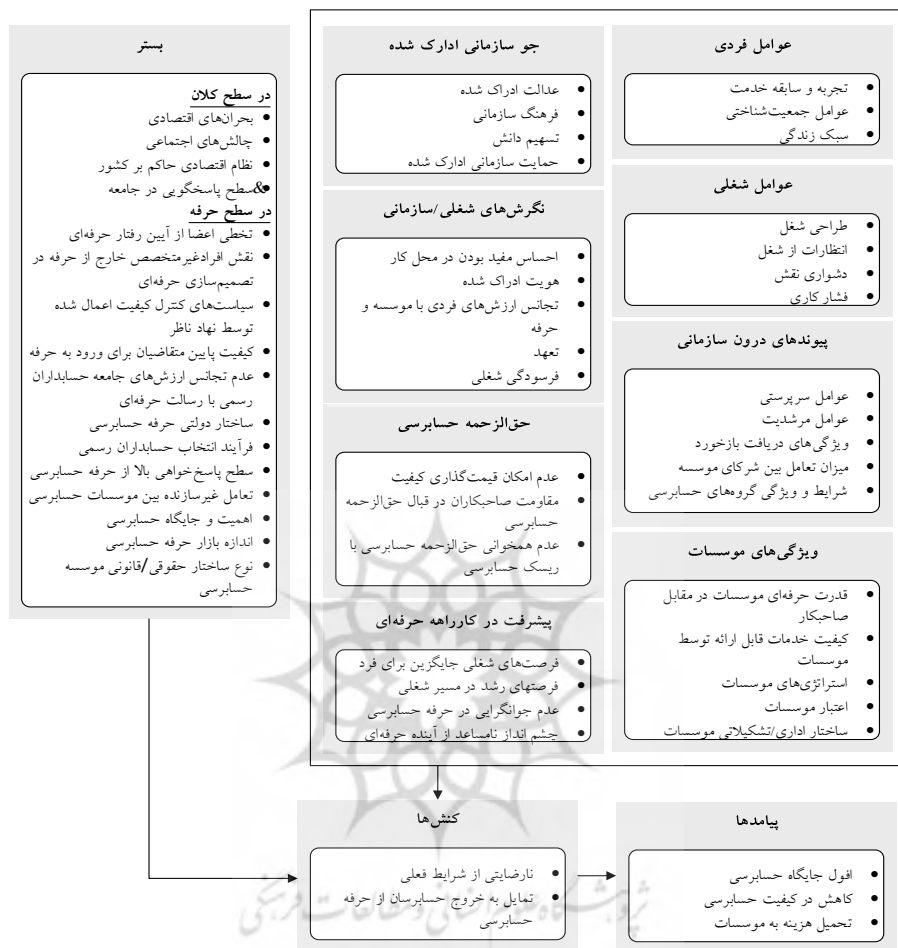 عوامل فردی
تجربه و سابقه خدمت
عوامل جمعیت‌شناختی
سبک زندگی
عوامل شغلی
طراحی شغل
انتظارات از شغل
دشواری نقش
فشار کاری
پیوندهای درون سازمانی
عوامل سرپرستی
عوامل مرشدیت
ویژگی‌های دریافت بازخورد
میزان تعامل بین شرکای موسسه
شرایط و ویژگی گروه‌های حسابرسی
ویژگی‌های موسسات
قدرت حرفه‌ای موسسات در مقابل
صاحبکار
کیفیت خدمات قابل ارائه توسط
موسسات
استراتژی‌های موسسات
اعتبار موسسات
ساختار اداری/تشکیلاتی موسسات
جو سازمانی ادارک شده
عدالت ادراک شده
فرهنگ سازمانی
تسهیم دانش
حمایت سازمانی ادارک شده
نگرش‌های شغلی/سازمانی
احساس مفید بودن در محل کار
هویت ادراک شده
تجانس ارزش‌های فردی با موسسه و
حرفه
تعهد
فرسودگی شغلی
حق‌الزحمه حسابرسی
عدم امکان قیمت‌گذاری کیفیت
مقاومت صاحبکاران در قبال حق‌الزحمه
حسابرسی
عدم همخوانی حق‌الزحمه حسابرسی با
ریسک حسابرسی
پیشرفت در کارراهه حرفه‌ای
فرصت‌های شغلی جایگزین برای فرد
فرصتهای رشد در مسیر شغلی
عدم جوانگرایی در حرفه حسابرسی
چشم انداز نامساعد از آینده حرفه‌ای
بستر
در سطح کلان
بحران‌های اقتصادی
چالش‌های اجتماعی
نظام اقتصادی حاکم بر کشور
&سطح پاسخگویی در جامعه
در سطح حرفه
تخطی اعضا از آیین رفتار حرفه‌ای
نقش افرادغیرمتخصص خارج از حرفه در
تصمیم‌سازی حرفه‌ای
سیاست‌های کنترل کیفیت اعمال شده
توسط نهاد ناظر
کیفیت پایین متقاضیان برای ورود به حرفه
عدم تجانس ارزش‌های جامعه حسابداران
رسمی با رسالت حرفه‌ای
ساختار دولتی حرفه حسابرسی
فرآیند انتخاب حسابداران رسمی
سطح پاسخ‌خواهی بالا از حرفه حسابرسی
تعامل غیرسازنده بین موسسات حسابرسی
اهمیت و جایگاه حسابرسی
اندازه بازار حرفه حسابرسی
نوع ساختار حقوقی/قانونی موسسه
حسابرسی
کنش‌ها
نارضایتی از شرایط فعلی
تمایل به خروج حسابرسان از حرفه
حسابرسی
پیامدها
افول جایگاه حسابرسی
کاهش در کیفیت حسابرسی
تحمیل هزینه به موسسات
پژوهشگاه علوم انسانی و مطالعات فرهنگی